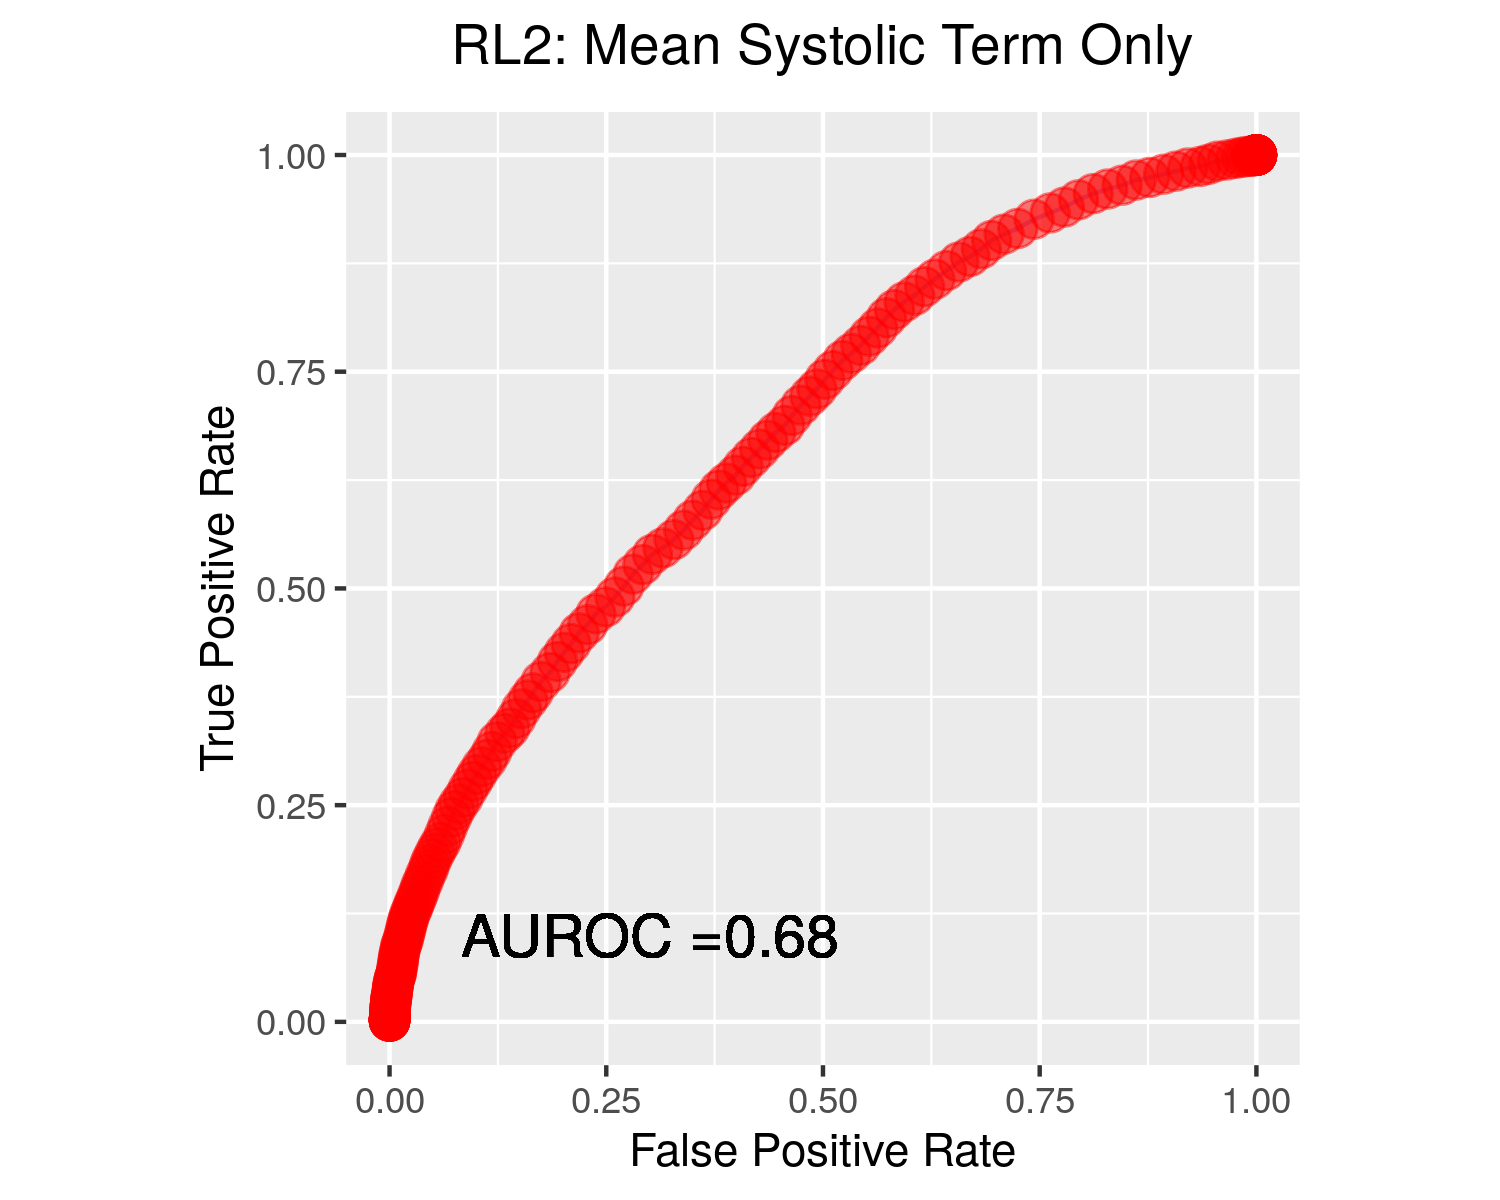 RL2: Mean Systolic Term Only
True Positive Rate
1.00
0.75
0.50
0.25
0.00
AUROC =0.68
0.00 0.25 0.50 0.75 1.00
False Positive Rate